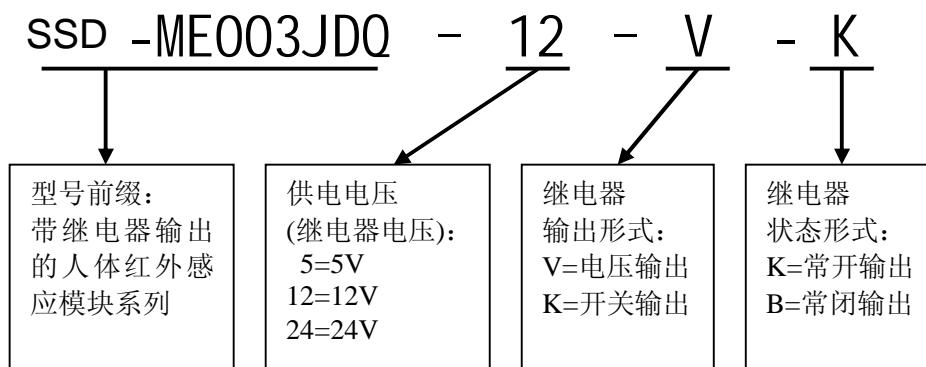 SSD -ME003JDQ - 12 - V - K
型号前缀：
带继电器输出
的人体红外感
应模块系列
供电电压
(继电器电压)：
5=5V
12=12V
24=24V
继电器
输出形式：
V=电压输出
K=开关输出
继电器
状态形式：
K=常开输出
B=常闭输出